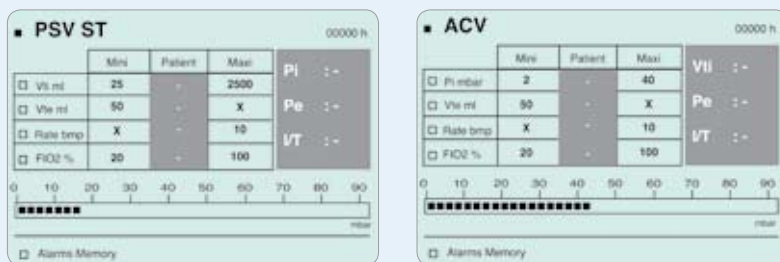 PSV ST 00000 h
Mini Patient Maxi
Vti ml 25 - 2500
Vte ml 50 - X
Rate bmp X - 10
FIO2 % 20 - 100
Pi : -
Pe : -
I/T : -
0 10 20 30 40 50 60 70 80 90
mbar
Alarms Memory
ACV 00000 h
Mini Patient Maxi
Pi mbar 2 - 40
Vte ml 50 - X
Rate bmp X - 10
FIO2 % 20 - 100
Vti : -
Pe : -
I/T : -
0 10 20 30 40 50 60 70 80 90
mbar
Alarms Memory